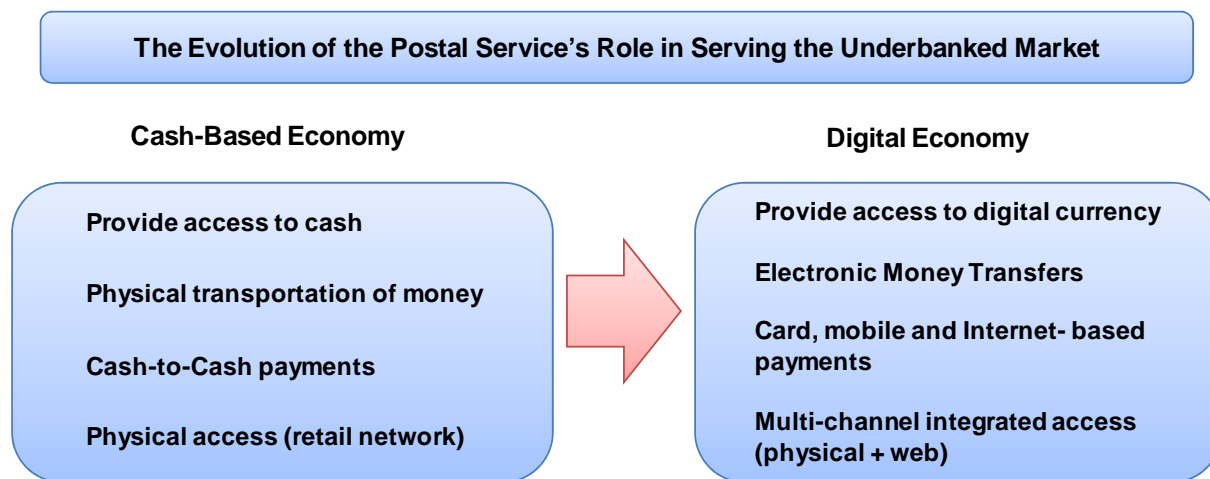 The Evolution of the Postal Service’s Role in Serving the Underbanked Market
Cash-Based Economy
Provide access to cash
Physical transportation of money
Cash-to-Cash payments
Physical access (retail network)
Digital Economy
Provide access to digital currency
Electronic Money Transfers
Card, mobile and Internet- based
payments
Multi-channel integrated access
(physical + web)